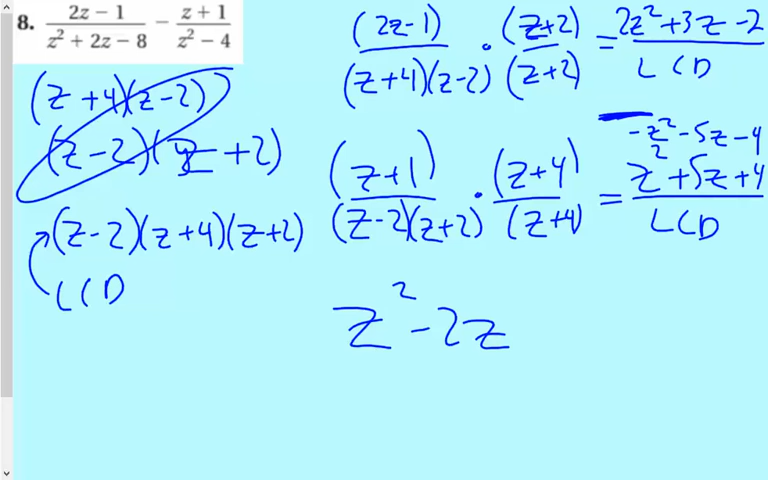 8. (2z − 1)/(z² + 2z − 8) − (z + 1)/(z² − 4)
(z+4)(z-2)
(z-2)(z+2)
(z-2)(z+4)(z+2)
LCD
(2z-1)/((z+4)(z-2)) · (z+2)/(z+2) = (2z²+3z-2)/LCD
-z²-5z-4
(z+1)/((z-2)(z+2)) · (z+4)/(z+4) = (z²+5z+4)/LCD
z²-2z